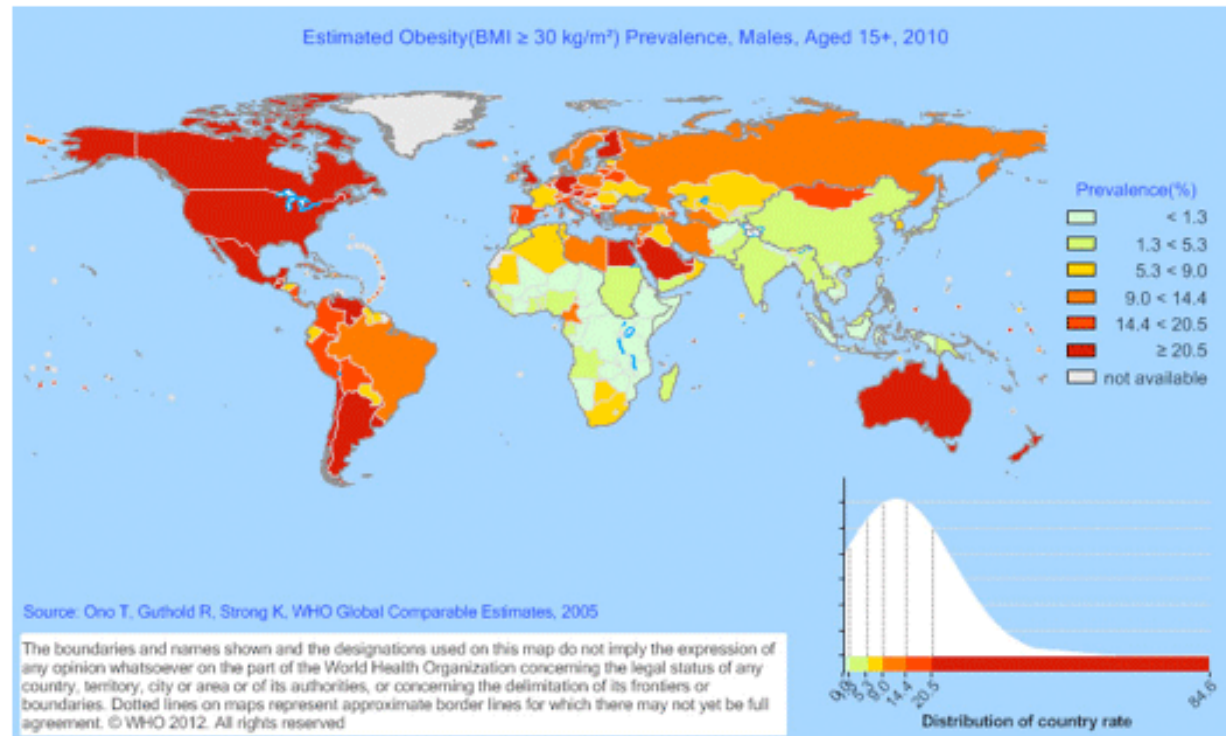 Estimated Obesity(BMI ≥ 30 kg/m²) Prevalence, Males, Aged 15+, 2010
Prevalence(%)
< 1.3
1.3 < 5.3
5.3 < 9.0
9.0 < 14.4
14.4 < 20.5
≥ 20.5
not available
Source: Ono T, Guthold R, Strong K, WHO Global Comparable Estimates, 2005
The boundaries and names shown and the designations used on this map do not imply the expression of
any opinion whatsoever on the part of the World Health Organization concerning the legal status of any
country, territory, city or area or of its authorities, or concerning the delimitation of its frontiers or
boundaries. Dotted lines on maps represent approximate border lines for which there may not yet be full
agreement. © WHO 2012. All rights reserved
9.0
14.4
20.5
84.6
Distribution of country rate